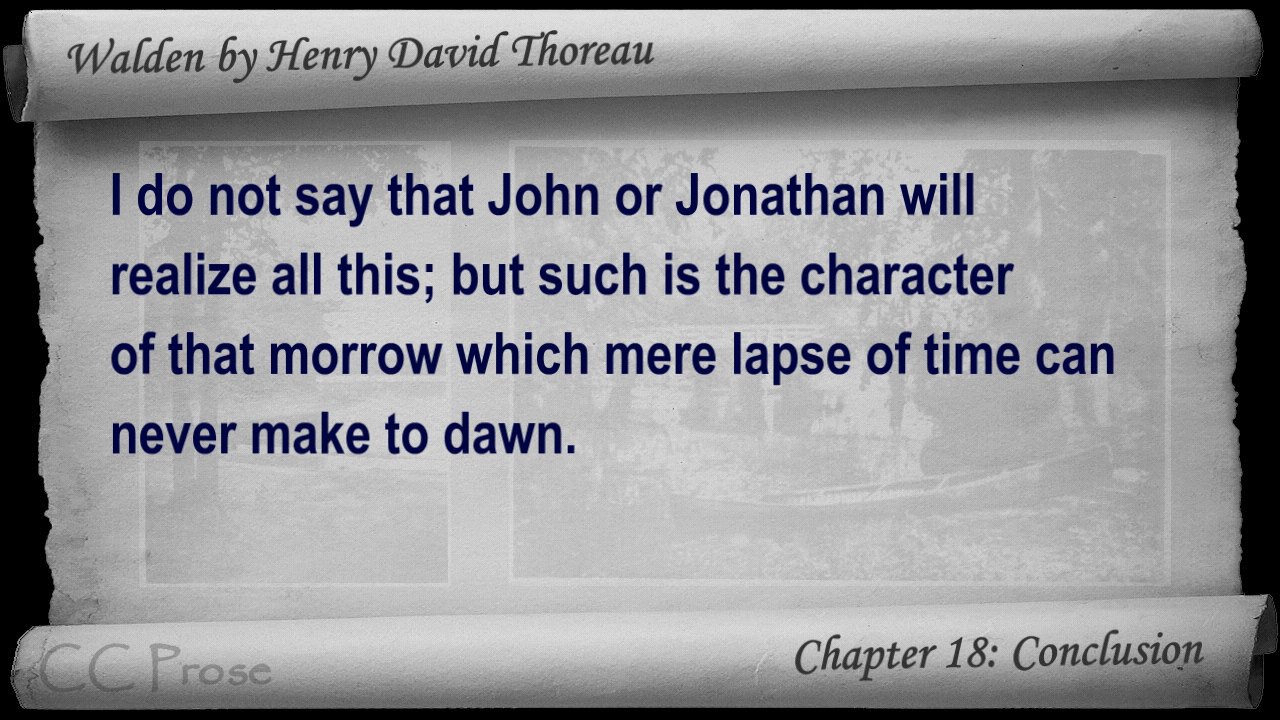 Walden by Henry David Thoreau
I do not say that John or Jonathan will
realize all this; but such is the character
of that morrow which mere lapse of time can
never make to dawn.
CC Prose
Chapter 18: Conclusion